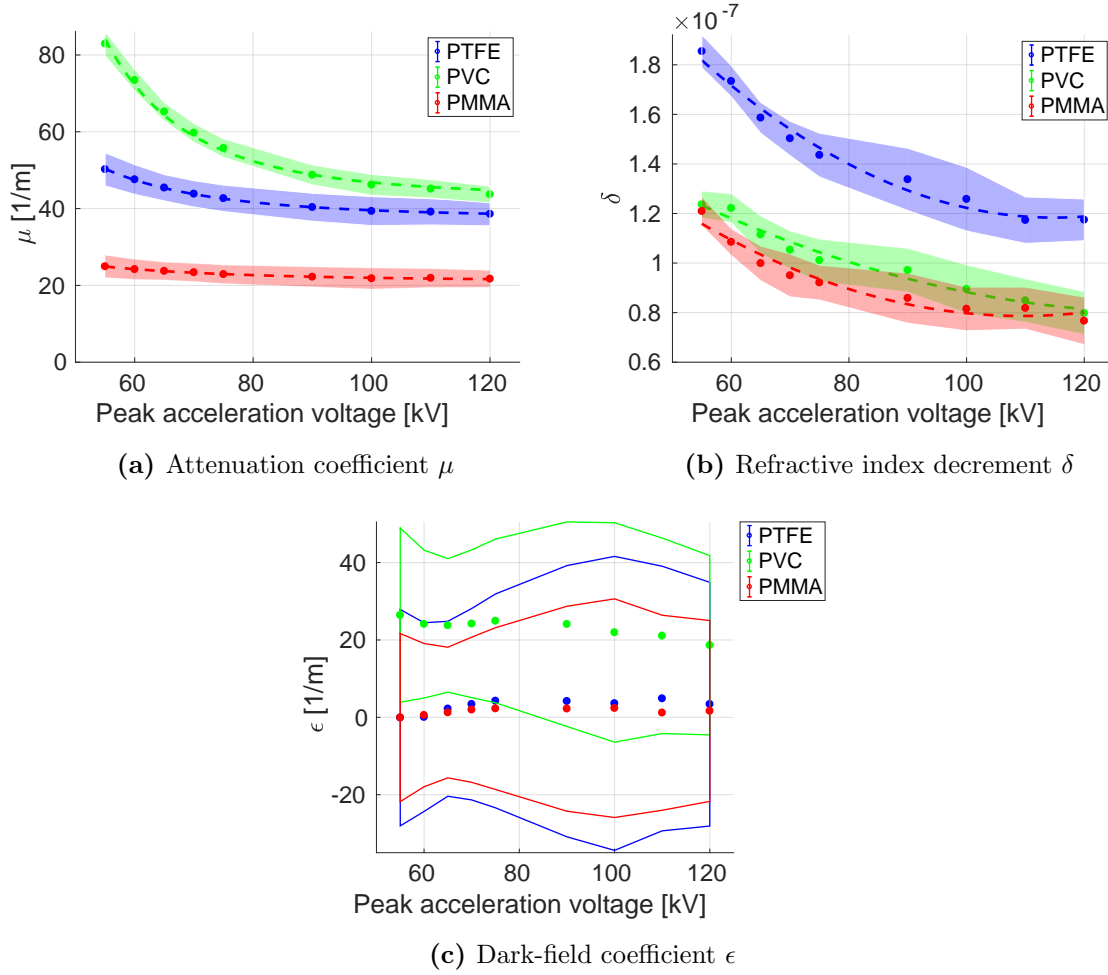 80
60
40
20
0
60
80
100
120
μ [1/m]
Peak acceleration voltage [kV]
PTFE
PVC
PMMA
(a) Attenuation coefficient μ
×10⁻⁷
1.8
1.4
1.2
1
0.8
0.6
60
80
100
120
δ
Peak acceleration voltage [kV]
PTFE
PVC
PMMA
(b) Refractive index decrement δ
40
20
0
-20
60
80
100
120
ϵ [1/m]
Peak acceleration voltage [kV]
PTFE
PVC
PMMA
(c) Dark-field coefficient ϵ